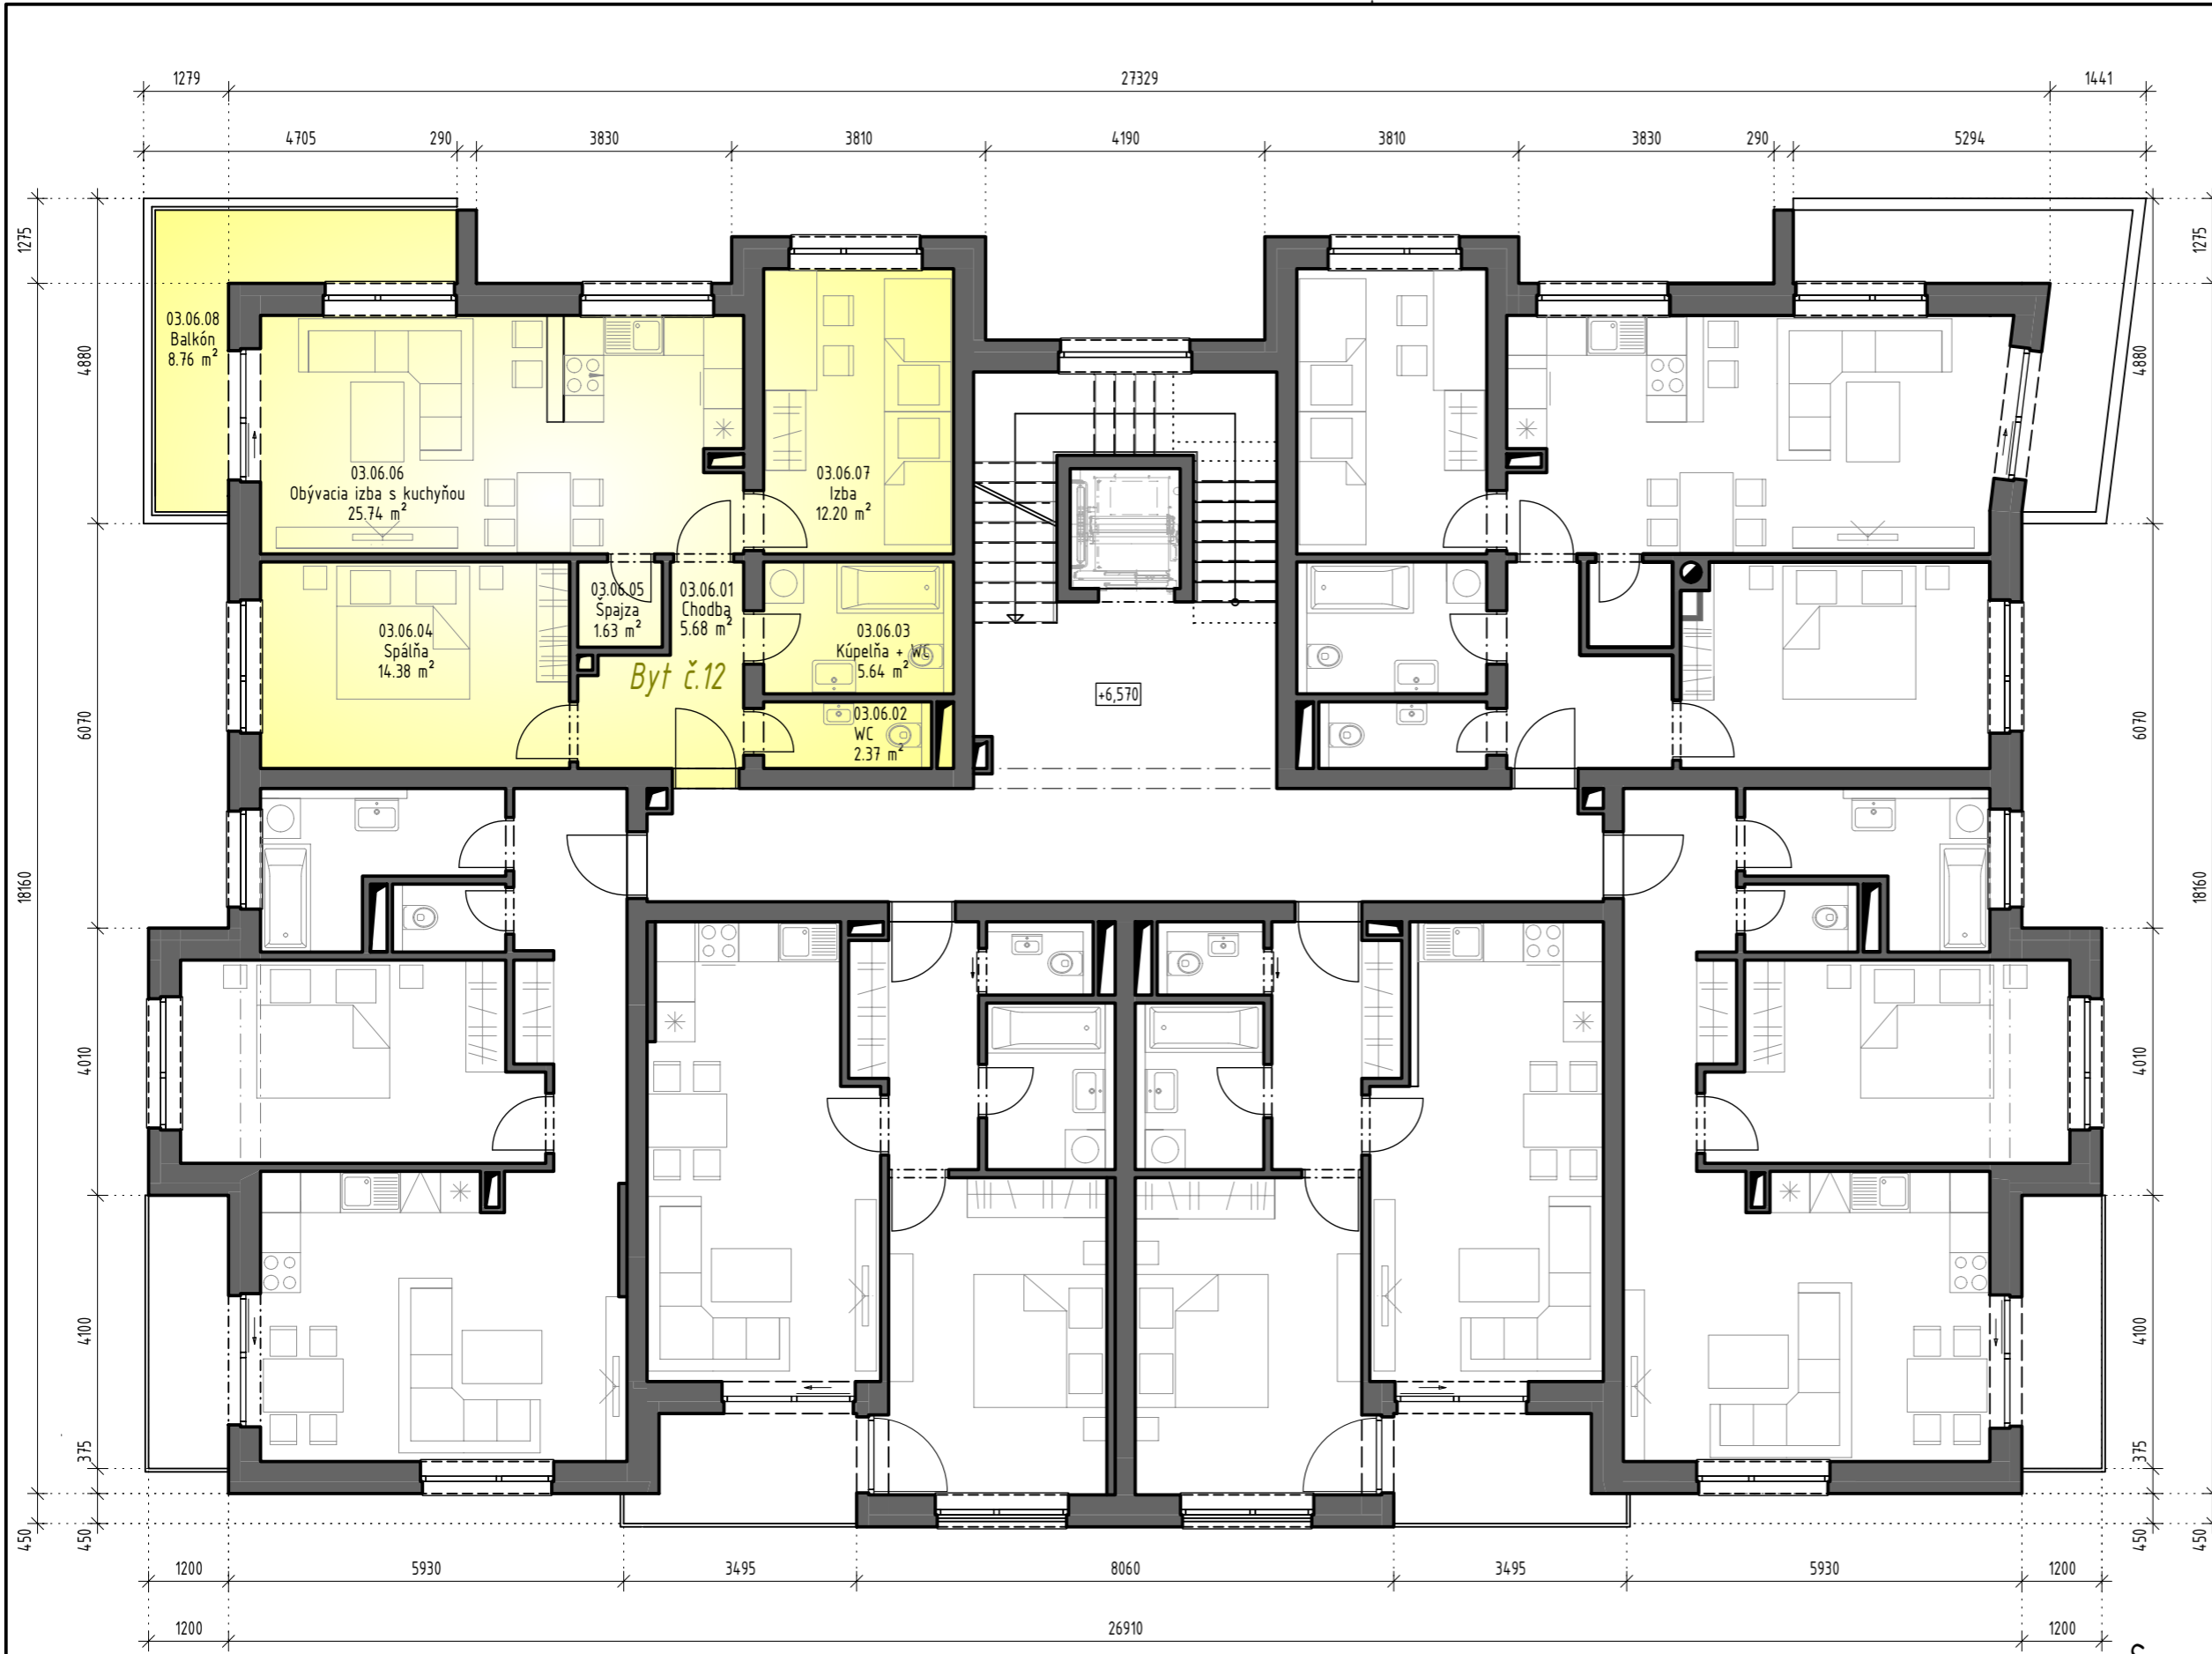 1279 27329 1441
4705 290 3830 3810 4190 3810 3830 290 5294
1275
4880
6070
18160
4010
4100
375
450
450
1275
4880
6070
18160
4010
4100
375
450
450
03.06.08
Balkón
8.76 m²
03.06.06
Obývacia izba s kuchyňou
25.74 m²
03.06.07
Izba
12.20 m²
03.06.05
Špajza
1.63 m²
03.06.01
Chodba
5.68 m²
03.06.04
Spálňa
14.38 m²
03.06.03
Kúpelňa + WC
5.64 m²
Byt č.12
03.06.02
WC
2.37 m²
+6,570
1200 5930 3495 8060 3495 5930 1200
1200 26910 1200